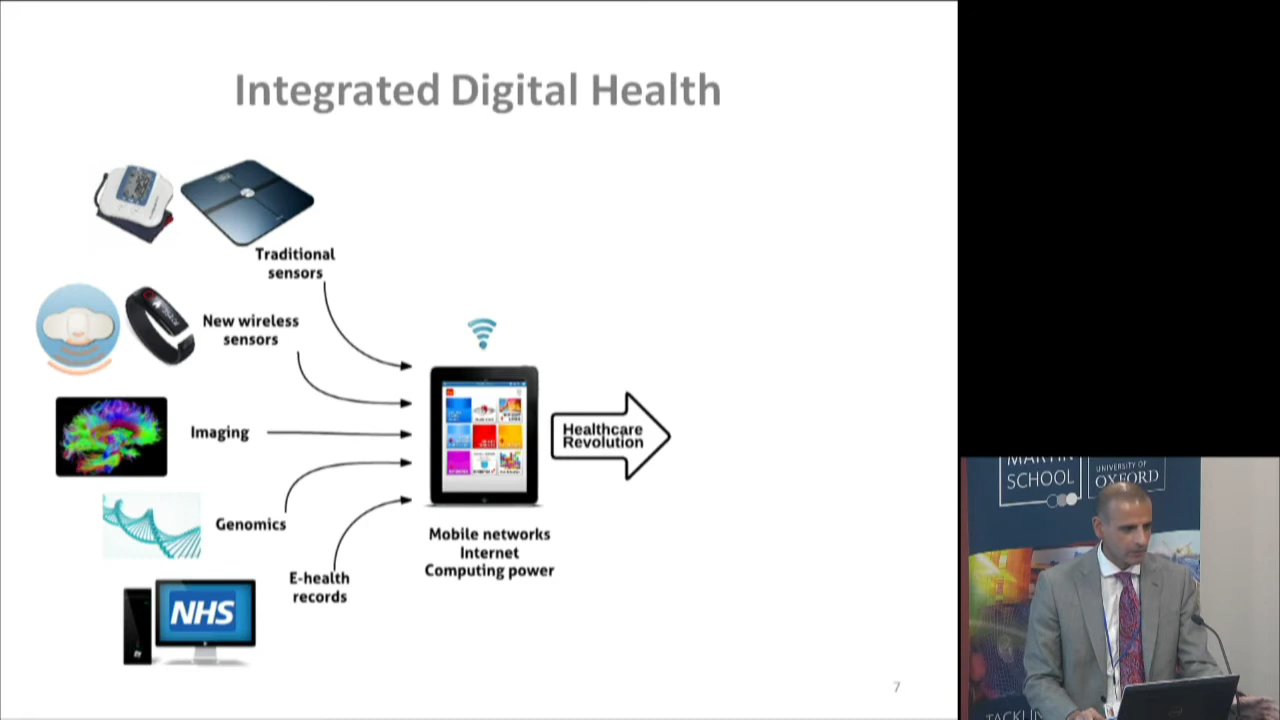 Integrated Digital Health
Traditional
sensors
New wireless
sensors
Imaging
Genomics
E-health
records
NHS
Mobile networks
Internet
Computing power
Healthcare
Revolution
7
MARTIN
SCHOOL
UNIVERSITY OF
OXFORD